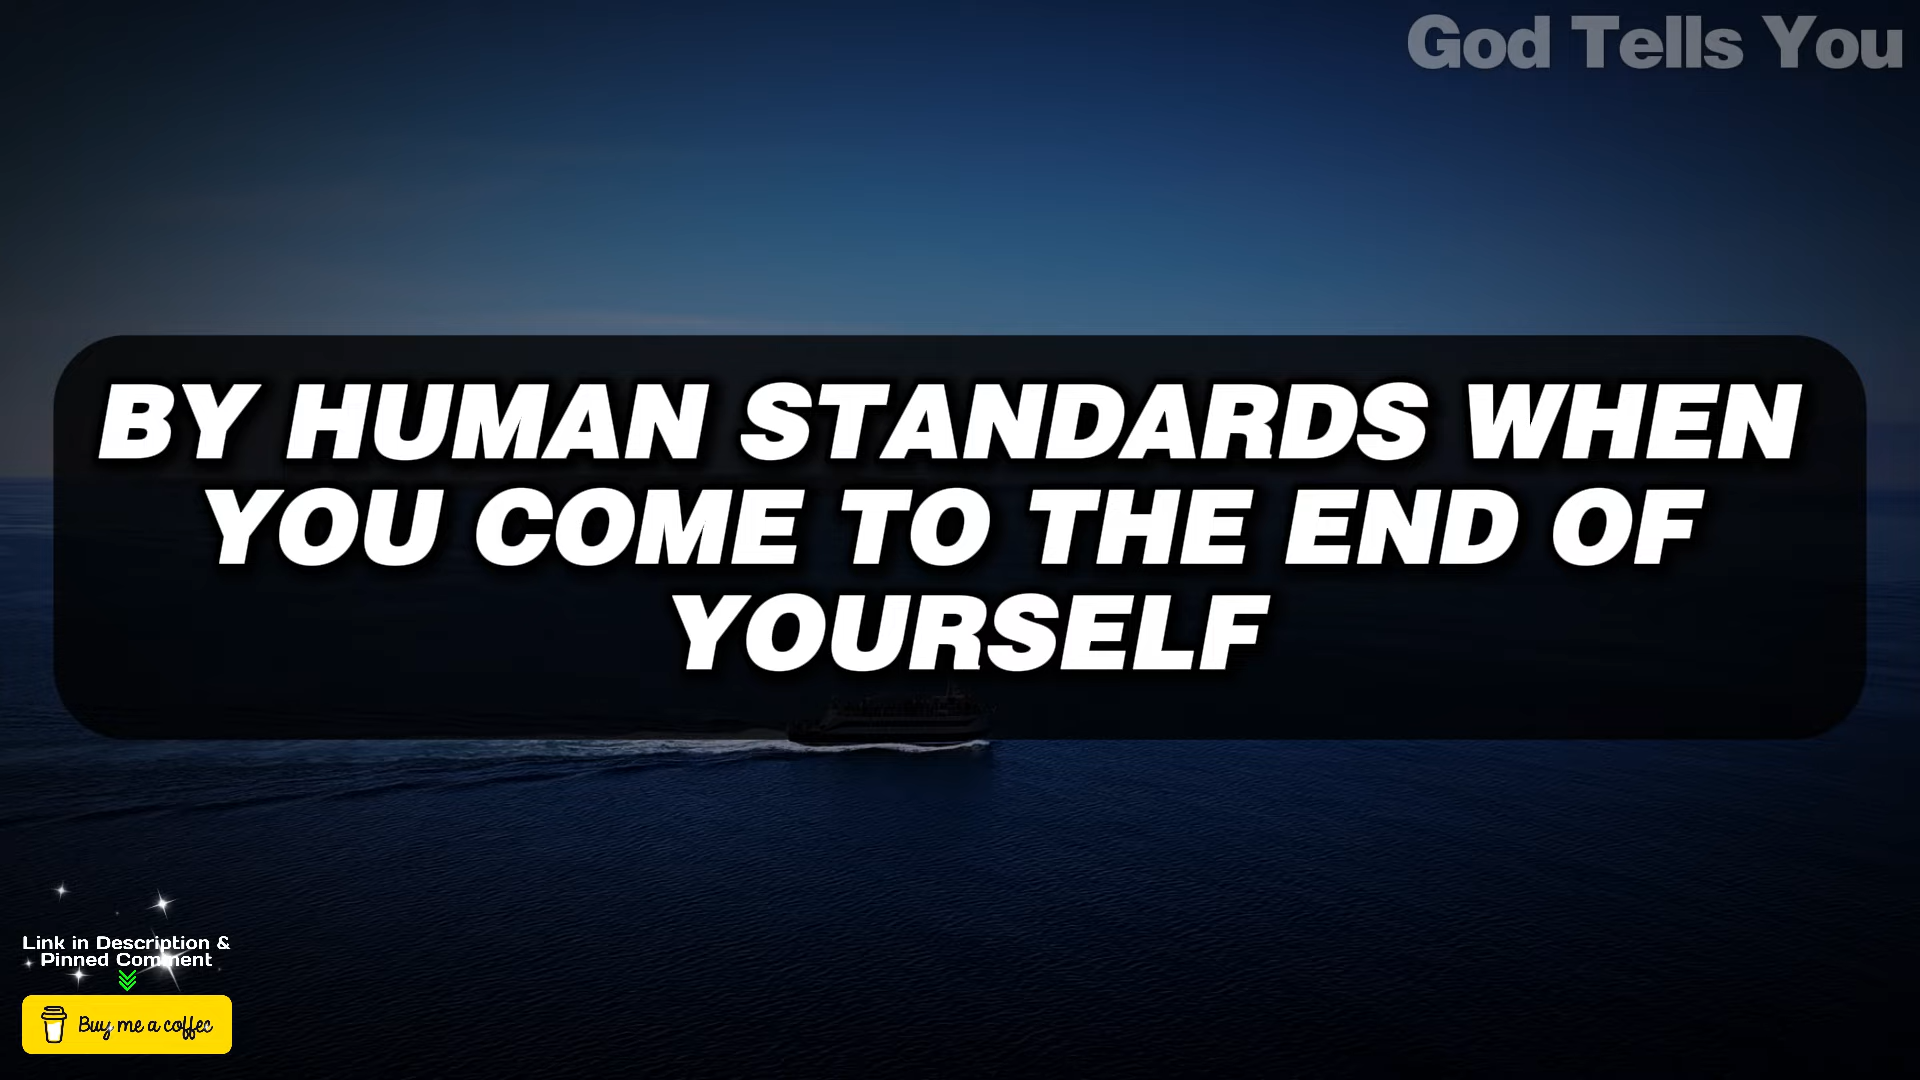 God Tells You
BY HUMAN STANDARDS WHEN
YOU COME TO THE END OF
YOURSELF
Link in Description &
Pinned Comment
Buy me a coffee